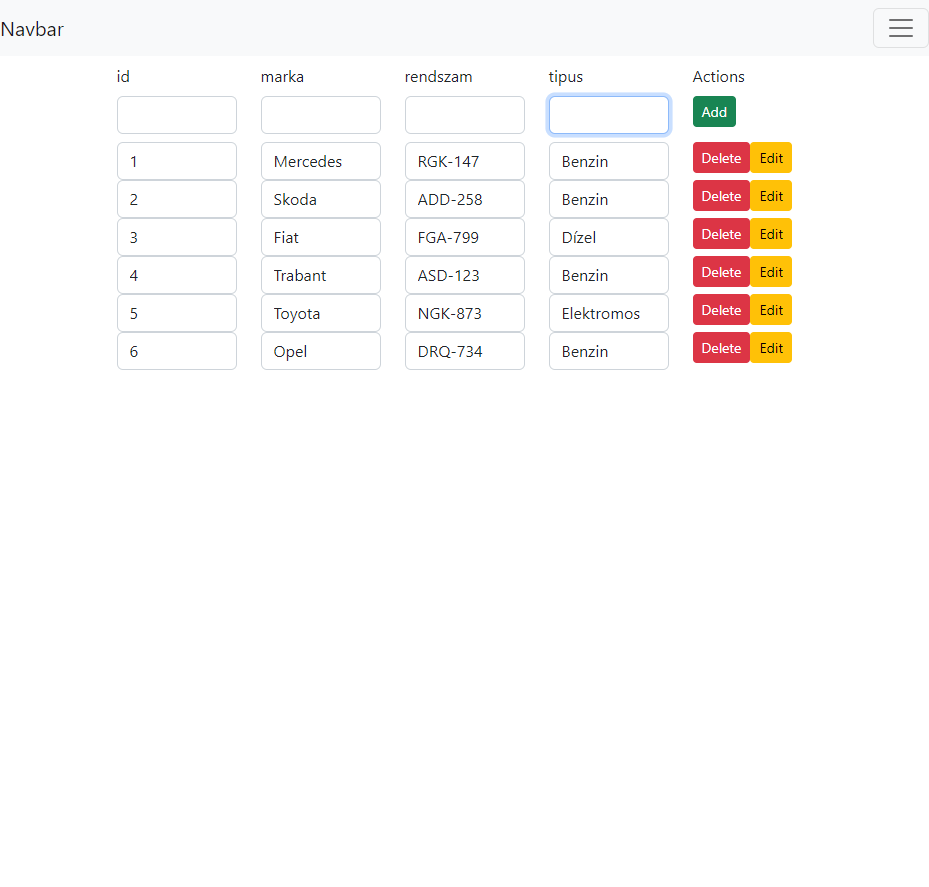 Navbar
id marka rendszam tipus Actions
Add
1 Mercedes RGK-147 Benzin Delete Edit
2 Skoda ADD-258 Benzin Delete Edit
3 Fiat FGA-799 Dízel Delete Edit
4 Trabant ASD-123 Benzin Delete Edit
5 Toyota NGK-873 Elektromos Delete Edit
6 Opel DRQ-734 Benzin Delete Edit